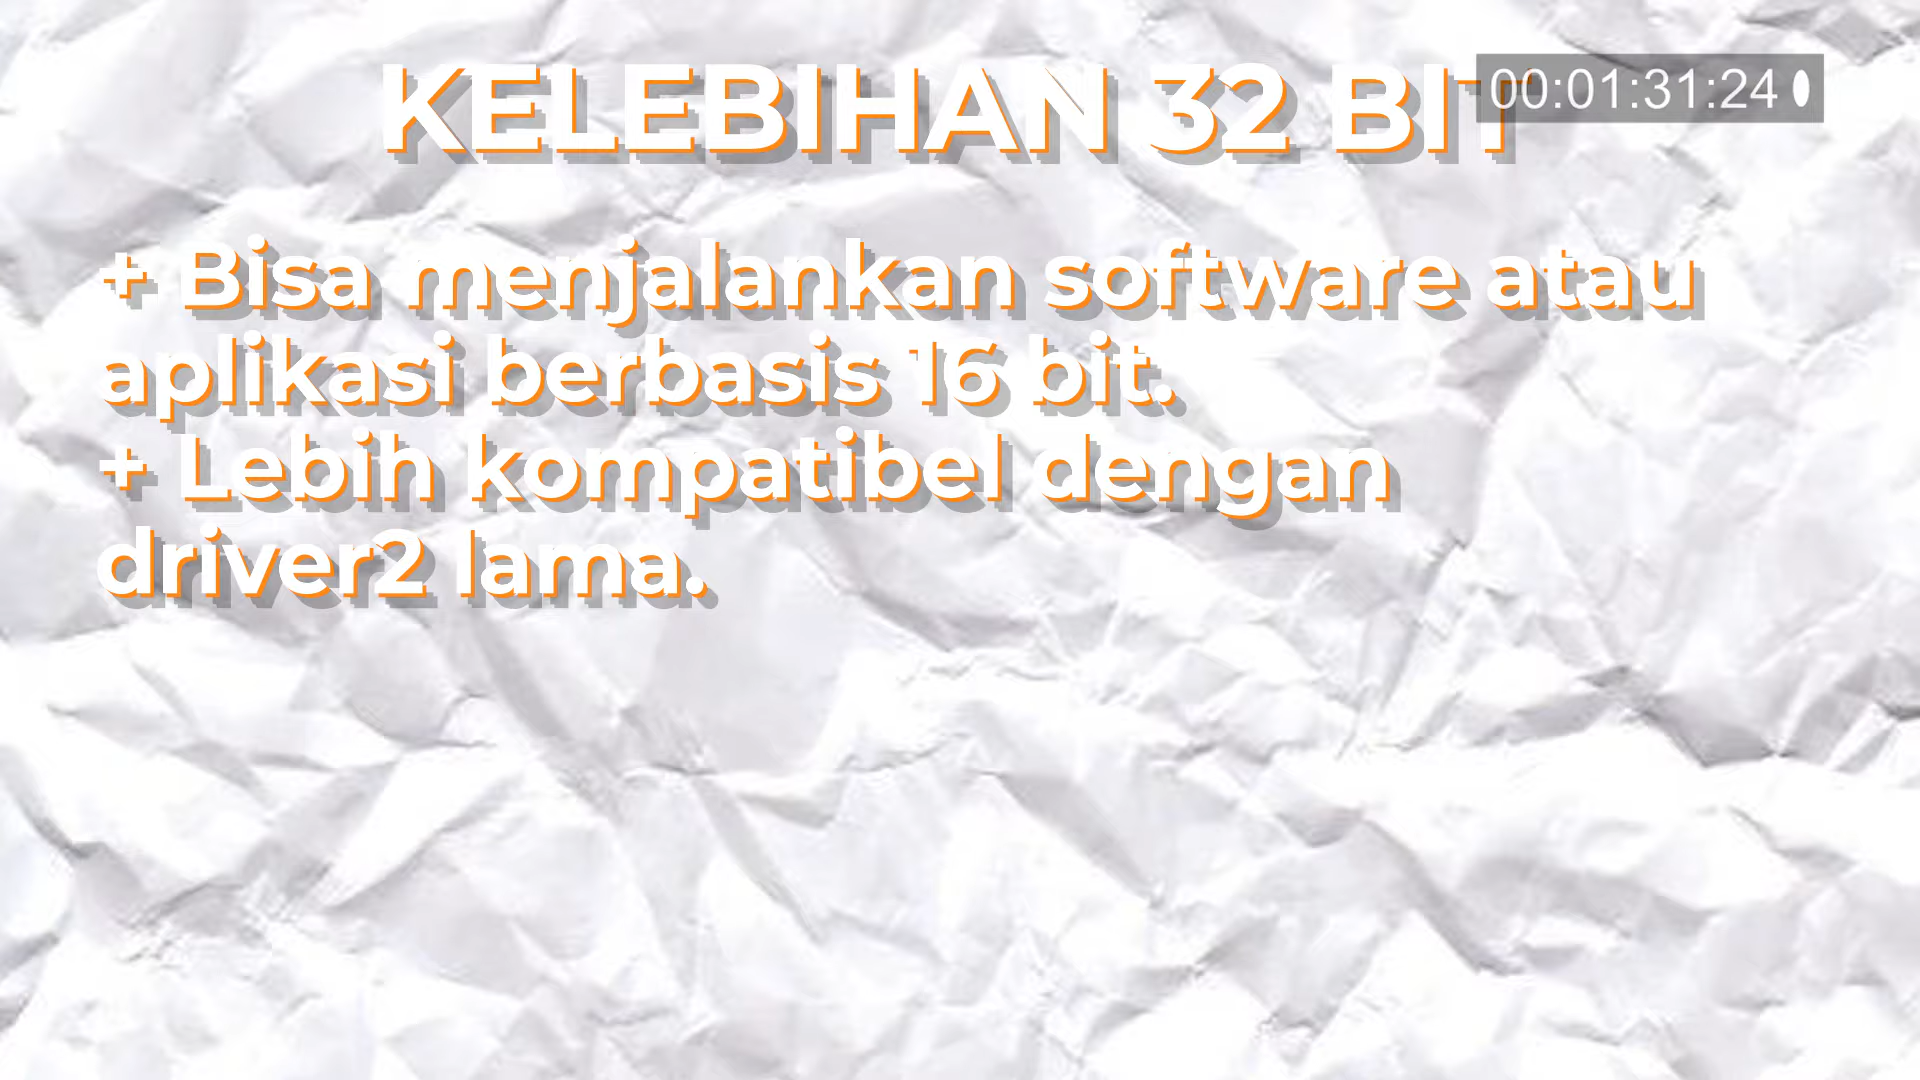 KELEBIHAN 32 BIT
00:01:31:24
+ Bisa menjalankan software atau
aplikasi berbasis 16 bit.
+ Lebih kompatibel dengan
driver2 lama.